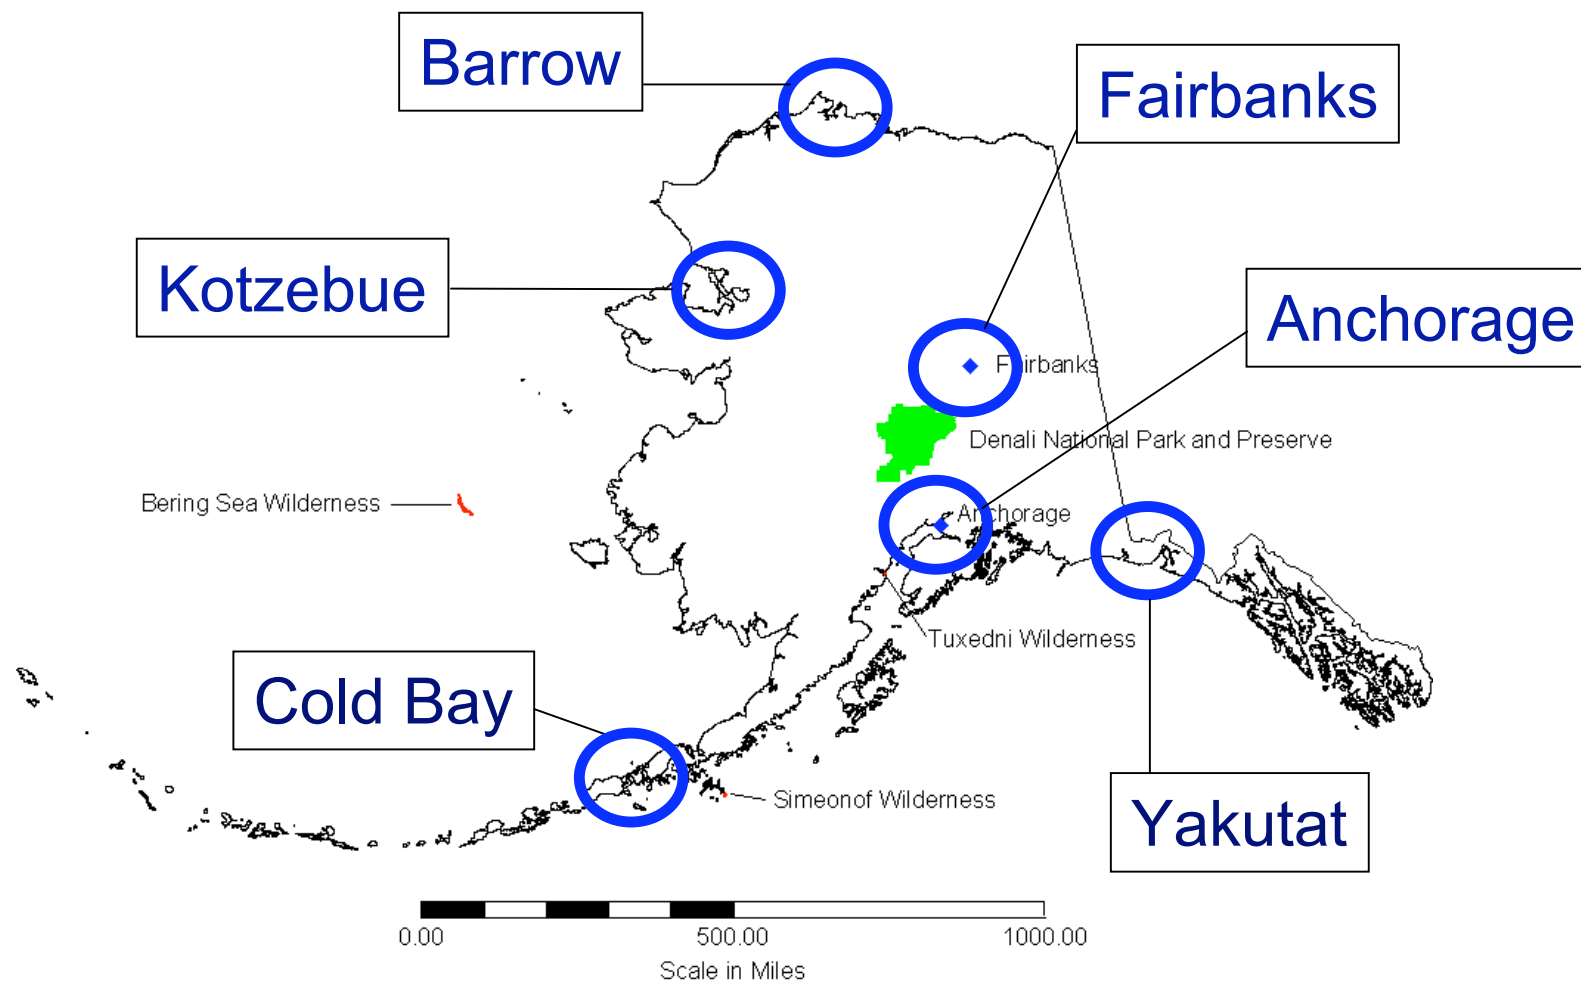 Barrow
Fairbanks
Kotzebue
Anchorage
Fairbanks
Denali National Park and Preserve
Bering Sea Wilderness
Anchorage
Tuxedni Wilderness
Cold Bay
Simeonof Wilderness
Yakutat
0.00 500.00 1000.00
Scale in Miles